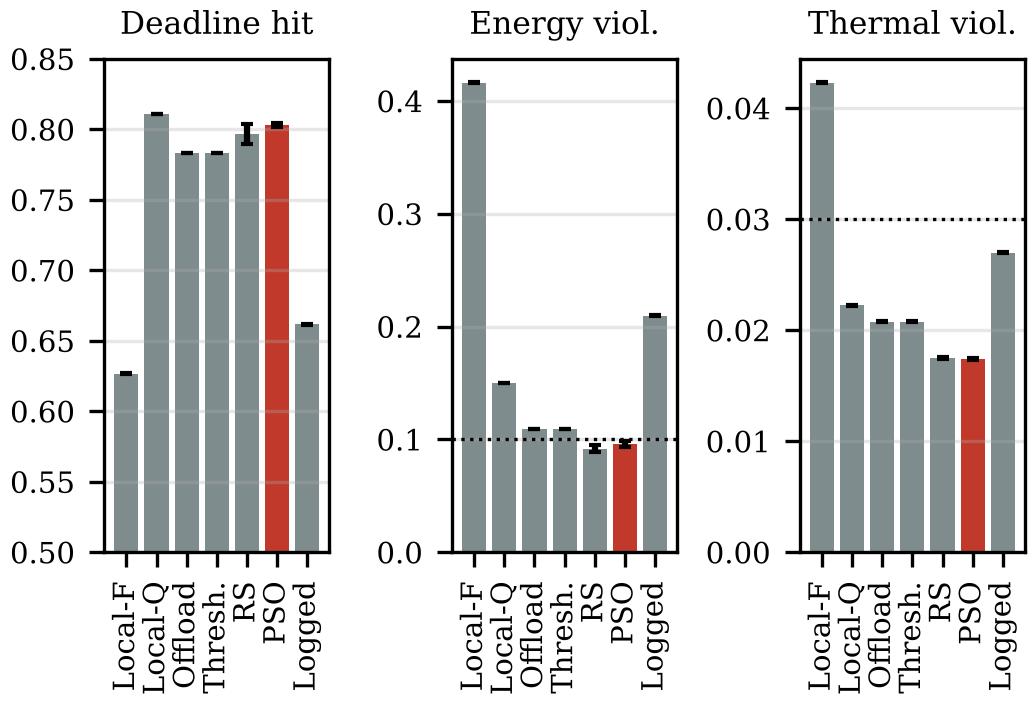 Deadline hit
0.85
0.80
0.75
0.70
0.65
0.60
0.55
0.50
Local-F
Local-Q
Offload
Thresh.
RS
PSO
Logged
Energy viol.
0.4
0.3
0.2
0.1
0.0
Local-F
Local-Q
Offload
Thresh.
RS
PSO
Logged
Thermal viol.
0.04
0.03
0.02
0.01
0.00
Local-F
Local-Q
Offload
Thresh.
RS
PSO
Logged